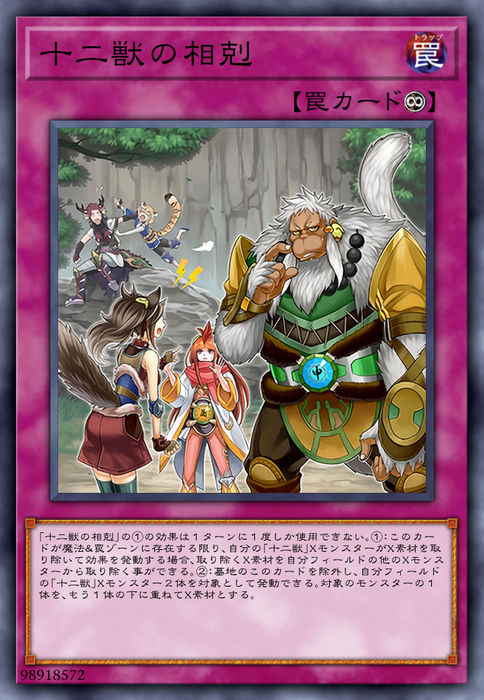 十二獣の相剋
トラップ
罠
【罠カード】
「十二獣の相剋」の①の効果は1ターンに1度しか使用できない。①:このカー
ドが魔法&罠ゾーンに存在する限り、自分の「十二獣」XモンスターがX素材を取
り除いて効果を発動する場合、取り除くX素材を自分フィールドの他のXモンス
ターから取り除く事ができる。②:墓地のこのカードを除外し、自分フィールド
の「十二獣」Xモンスター2体を対象として発動できる。対象のモンスターの1
体を、もう1体の下に重ねてX素材とする。
98918572